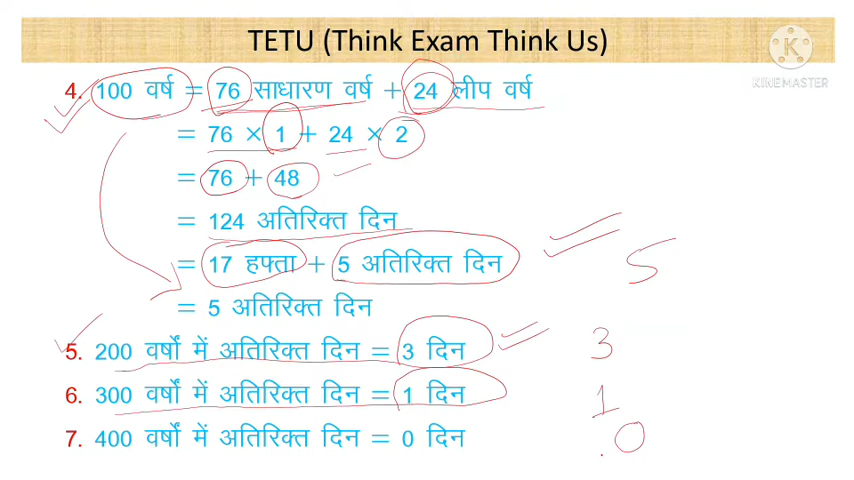 TETU (Think Exam Think Us)
K
KINEMASTER
4. 100 वर्ष = 76 साधारण वर्ष + 24 लीप वर्ष
= 76 × 1 + 24 × 2
= 76 + 48
= 124 अतिरिक्त दिन
= 17 हफ्ता + 5 अतिरिक्त दिन
5
= 5 अतिरिक्त दिन
5. 200 वर्षों में अतिरिक्त दिन = 3 दिन
3
6. 300 वर्षों में अतिरिक्त दिन = 1 दिन
1
7. 400 वर्षों में अतिरिक्त दिन = 0 दिन
0